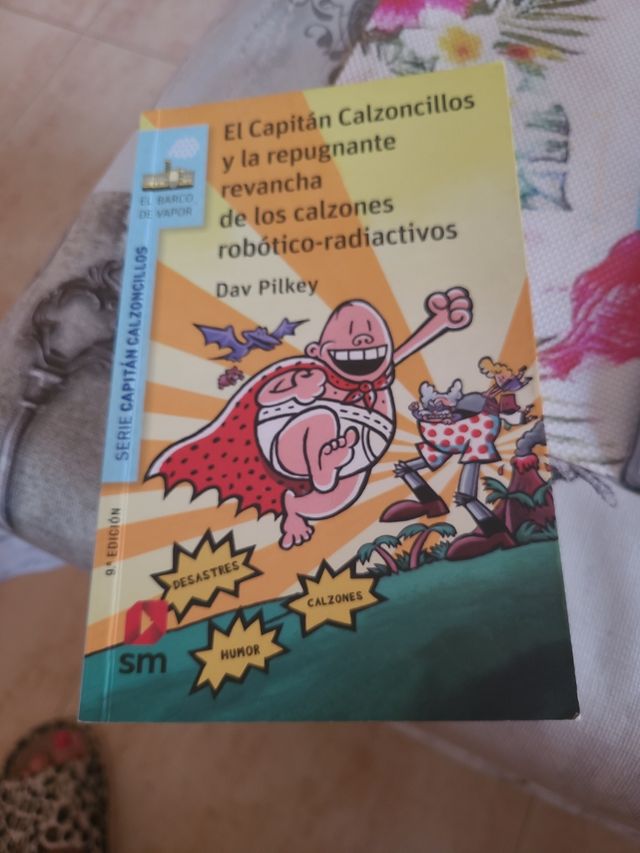 El Capitán Calzoncillos
y la repugnante
revancha
de los calzones
robótico-radiactivos
Dav Pilkey
EL BARCO
DE VAPOR
SERIE CAPITÁN CALZONCILLOS
9.ª EDICIÓN
DESASTRES
CALZONES
HUMOR
sm